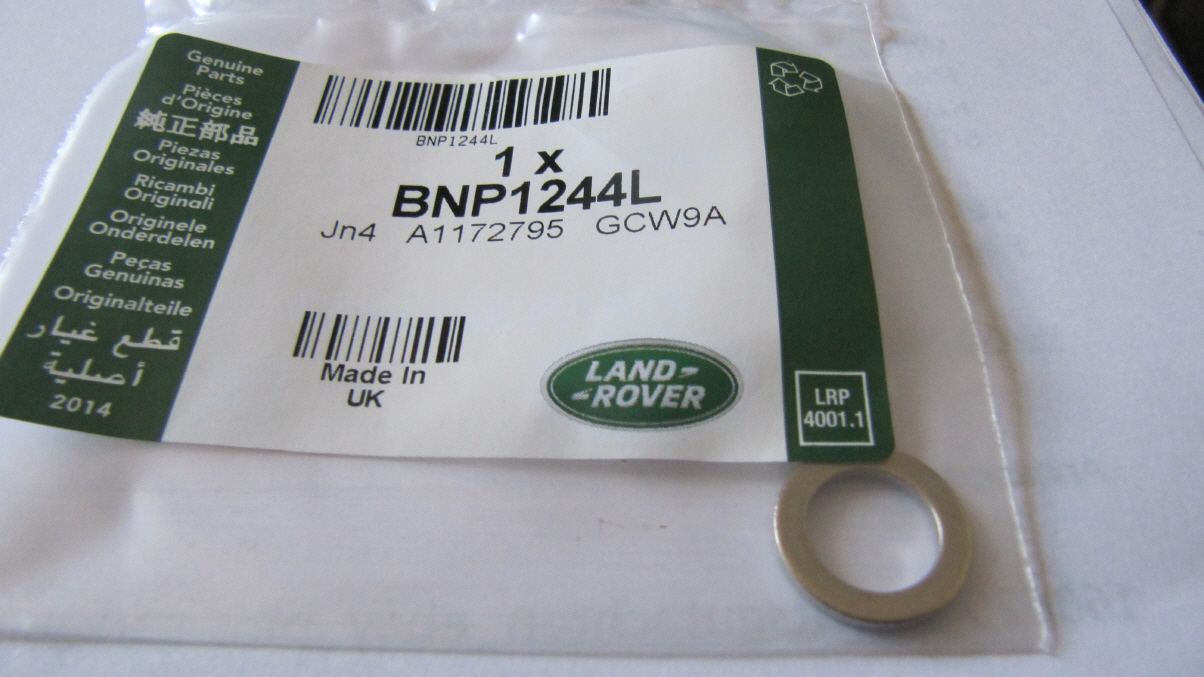 Genuine
Parts
Pièces
d'Origine
純正部品
Piezas
Originales
Ricambi
Originali
Originele
Onderdelen
Peças
Genuinas
Originalteile
قطع غيار
أصلية
2014
BNP1244L
1 x
BNP1244L
Jn4 A1172795 GCW9A
Made In
UK
LAND-
-ROVER
LRP
4001.1